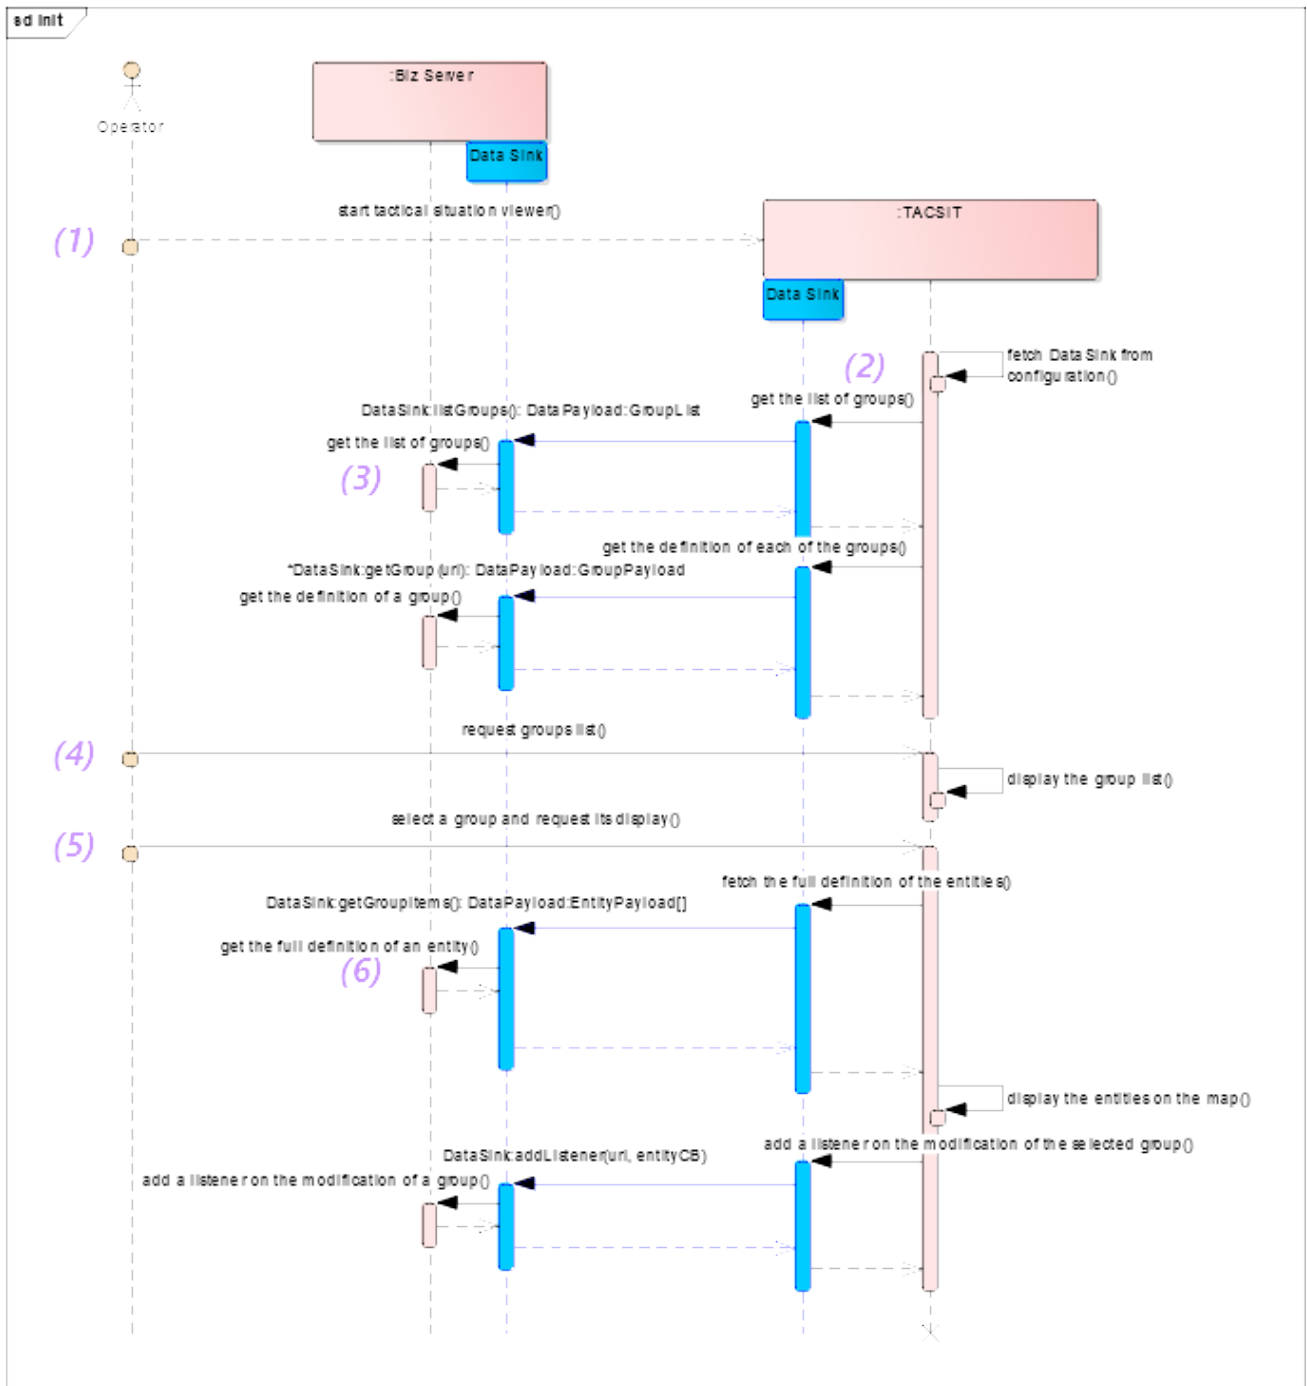 sd init
:Biz Server
Operator
Data Sink
start tactical situation viewer()
:TACSIT
(1)
Data Sink
(2)
fetch DataSink from
configuration()
get the list of groups()
DataSink:listGroups(): DataPayload:GroupList
get the list of groups()
(3)
get the definition of each of the groups()
*DataSink:getGroup (uri): DataPayload:GroupPayload
get the definition of a group()
request groups list()
(4)
display the group list()
select a group and request its display()
(5)
fetch the full definition of the entities()
DataSink:getGroupItems(): DataPayload:EntityPayload[]
get the full definition of an entity()
(6)
display the entities on the map()
add a listener on the modification of the selected group()
DataSink:addListener(uri, entityCB)
add a listener on the modification of a group()